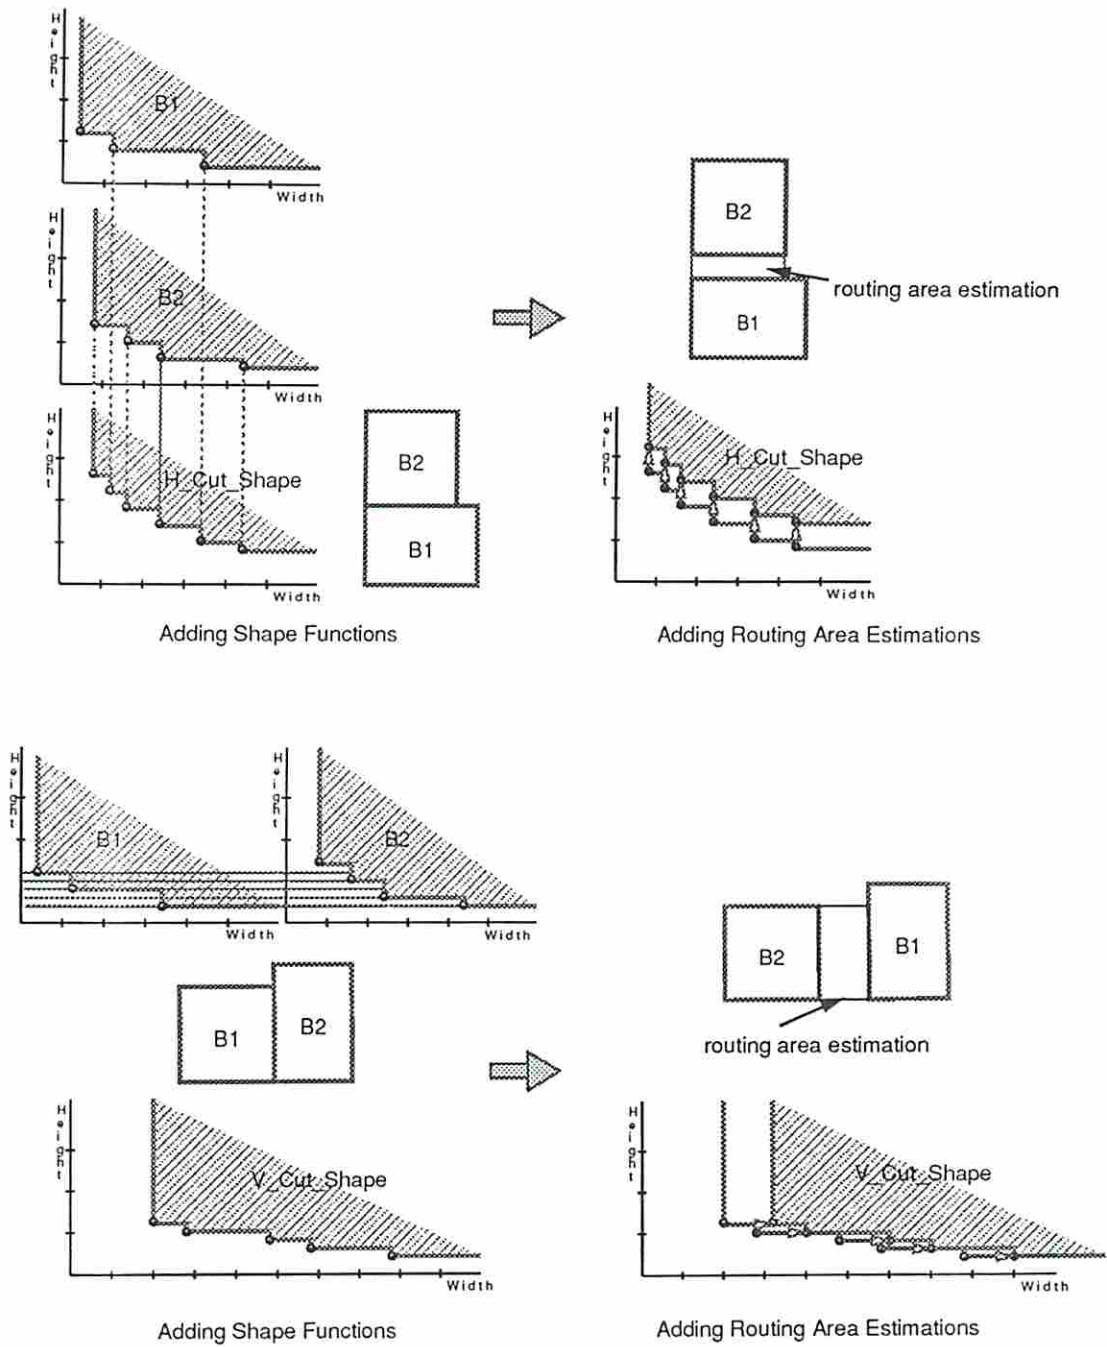 Height
B1
Width
Height
B2
Width
Height
H_Cut_Shape
Width
B2
B1
Adding Shape Functions
B2
routing area estimation
B1
Height
H_Cut_Shape
Width
Adding Routing Area Estimations
Height
B1
Width
Height
B2
Width
B1
B2
Height
V_Cut_Shape
Width
Adding Shape Functions
B2
B1
routing area estimation
Height
V_Cut_Shape
Width
Adding Routing Area Estimations